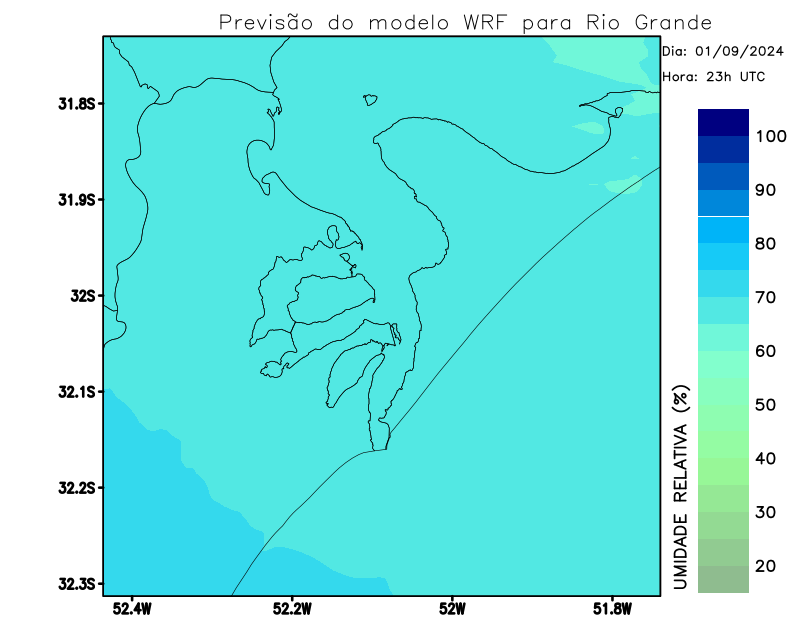 Previsão do modelo WRF para Rio Grande
Dia: 01/09/2024
Hora: 23h UTC
31.8S
31.9S
32S
32.1S
32.2S
32.3S
52.4W
52.2W
52W
51.8W
100
90
80
70
60
50
40
30
20
UMIDADE RELATIVA (%)